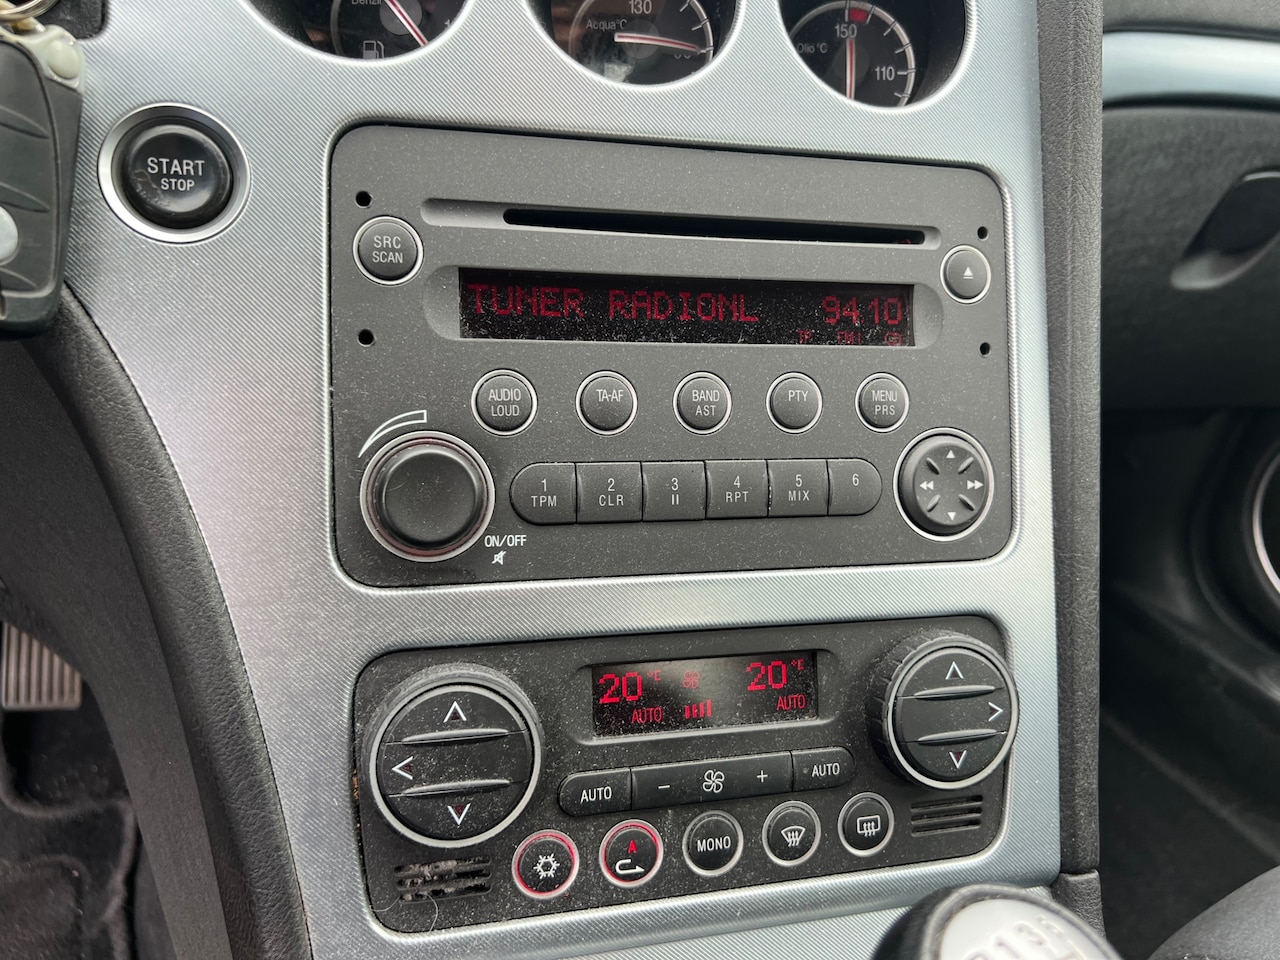 Benzin
130
Acqua °C
150
Olio °C
110
START
STOP
SRC
SCAN
TUNER RADIONL 94.10
TP FM1
AUDIO
LOUD
TA-AF
BAND
AST
PTY
MENU
PRS
1
TPM
2
CLR
3
4
RPT
5
MIX
6
ON/OFF
20 °C
20 °C
AUTO
AUTO
AUTO
- +
AUTO
A
MONO